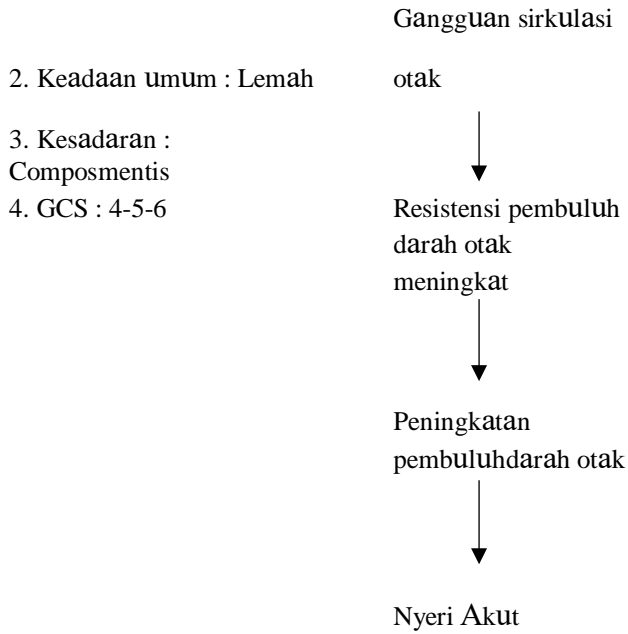 Gangguan sirkulasi
2. Keadaan umum : Lemah
otak
3. Kesadaran :
Composmentis
4. GCS : 4-5-6
Resistensi pembuluh
darah otak
meningkat
Peningkatan
pembuluhdarah otak
Nyeri Akut